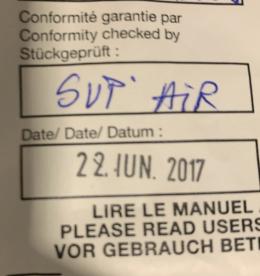 Conformité garantie par
Conformity checked by
Stückgeprüft :
SUP' AiR
Date/ Date/ Datum :
22. JUN. 2017
LIRE LE MANUEL
PLEASE READ USERS
VOR GEBRAUCH